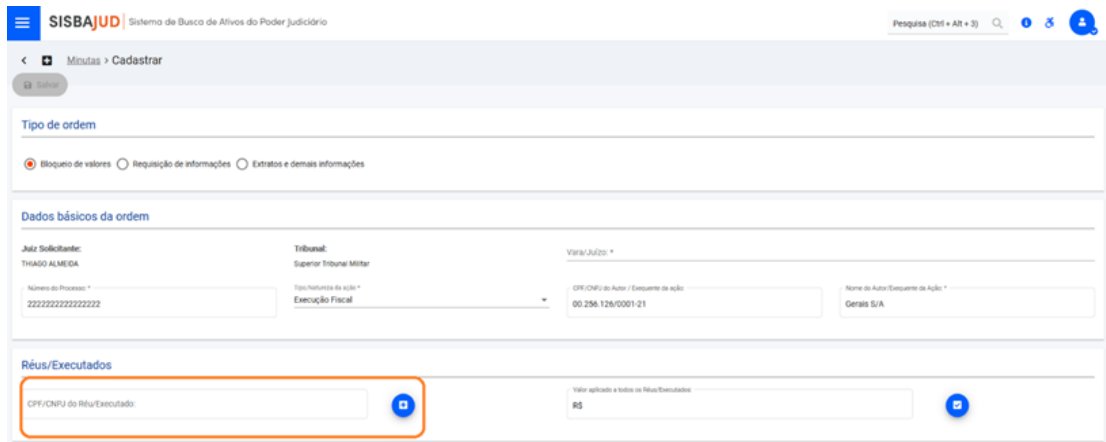 SISBAJUD Sistema de Busca de Ativos do Poder Judiciário Pesquisa (Ctrl + Alt + 3)
Minutas > Cadastrar
Salvar
Tipo de ordem
Bloqueio de valores Requisição de informações Extratos e demais informações
Dados básicos da ordem
Juiz Solicitante: Tribunal: Vara/Juízo: *
THIAGO ALMEIDA Superior Tribunal Militar
Número do Processo: * Tipo/Natureza da ação: * CPF/CNPJ do Autor / Exequente da ação: Nome do Autor/Exequente da Ação: *
2222222222222222 Execução Fiscal 00.256.126/0001-21 Gerais S/A
Réus/Executados
CPF/CNPJ do Réu/Executado: Valor aplicado a todos os Réus/Executados:
R$